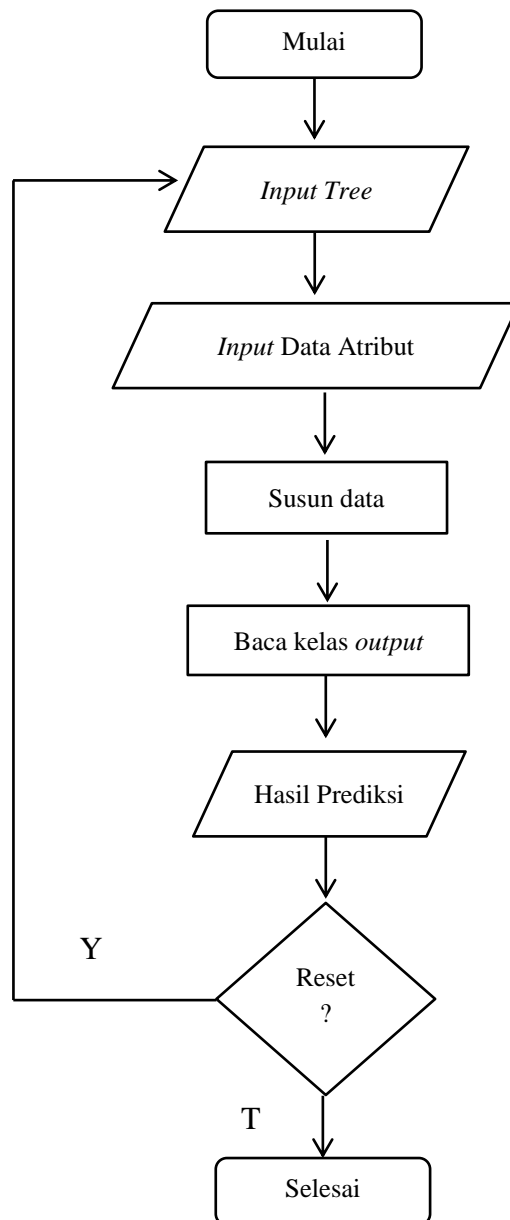 Mulai
Input Tree
Input Data Atribut
Susun data
Baca kelas output
Hasil Prediksi
Y
Reset
?
T
Selesai